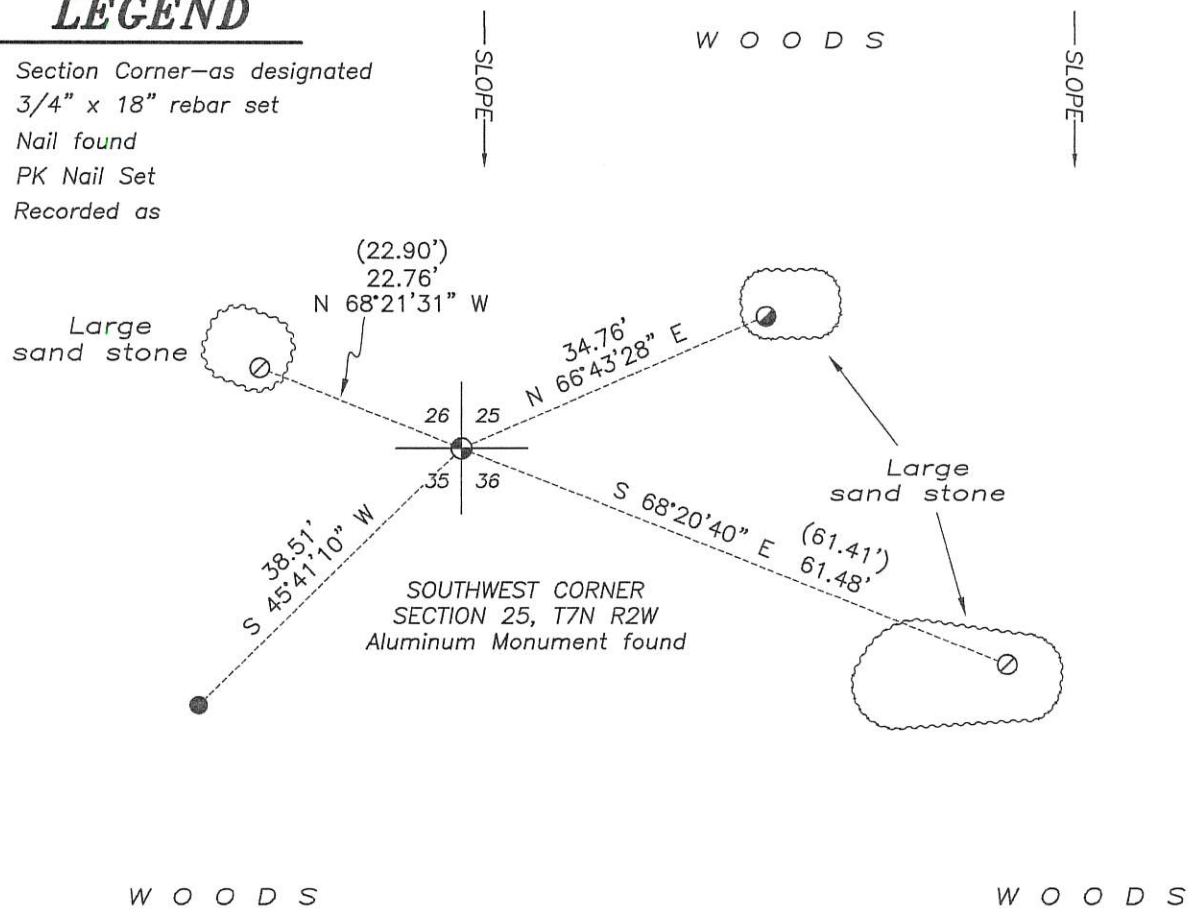 LEGEND
Section Corner—as designated
3/4" x 18" rebar set
Nail found
PK Nail Set
Recorded as
SLOPE
W O O D S
SLOPE
(22.90')
22.76'
N 68°21'31" W
Large
sand stone
34.76'
N 66°43'28" E
26 25
35 36
Large
sand stone
S 68°20'40" E
(61.41')
61.48'
38.51'
S 45°41'10" W
SOUTHWEST CORNER
SECTION 25, T7N R2W
Aluminum Monument found
W O O D S
W O O D S